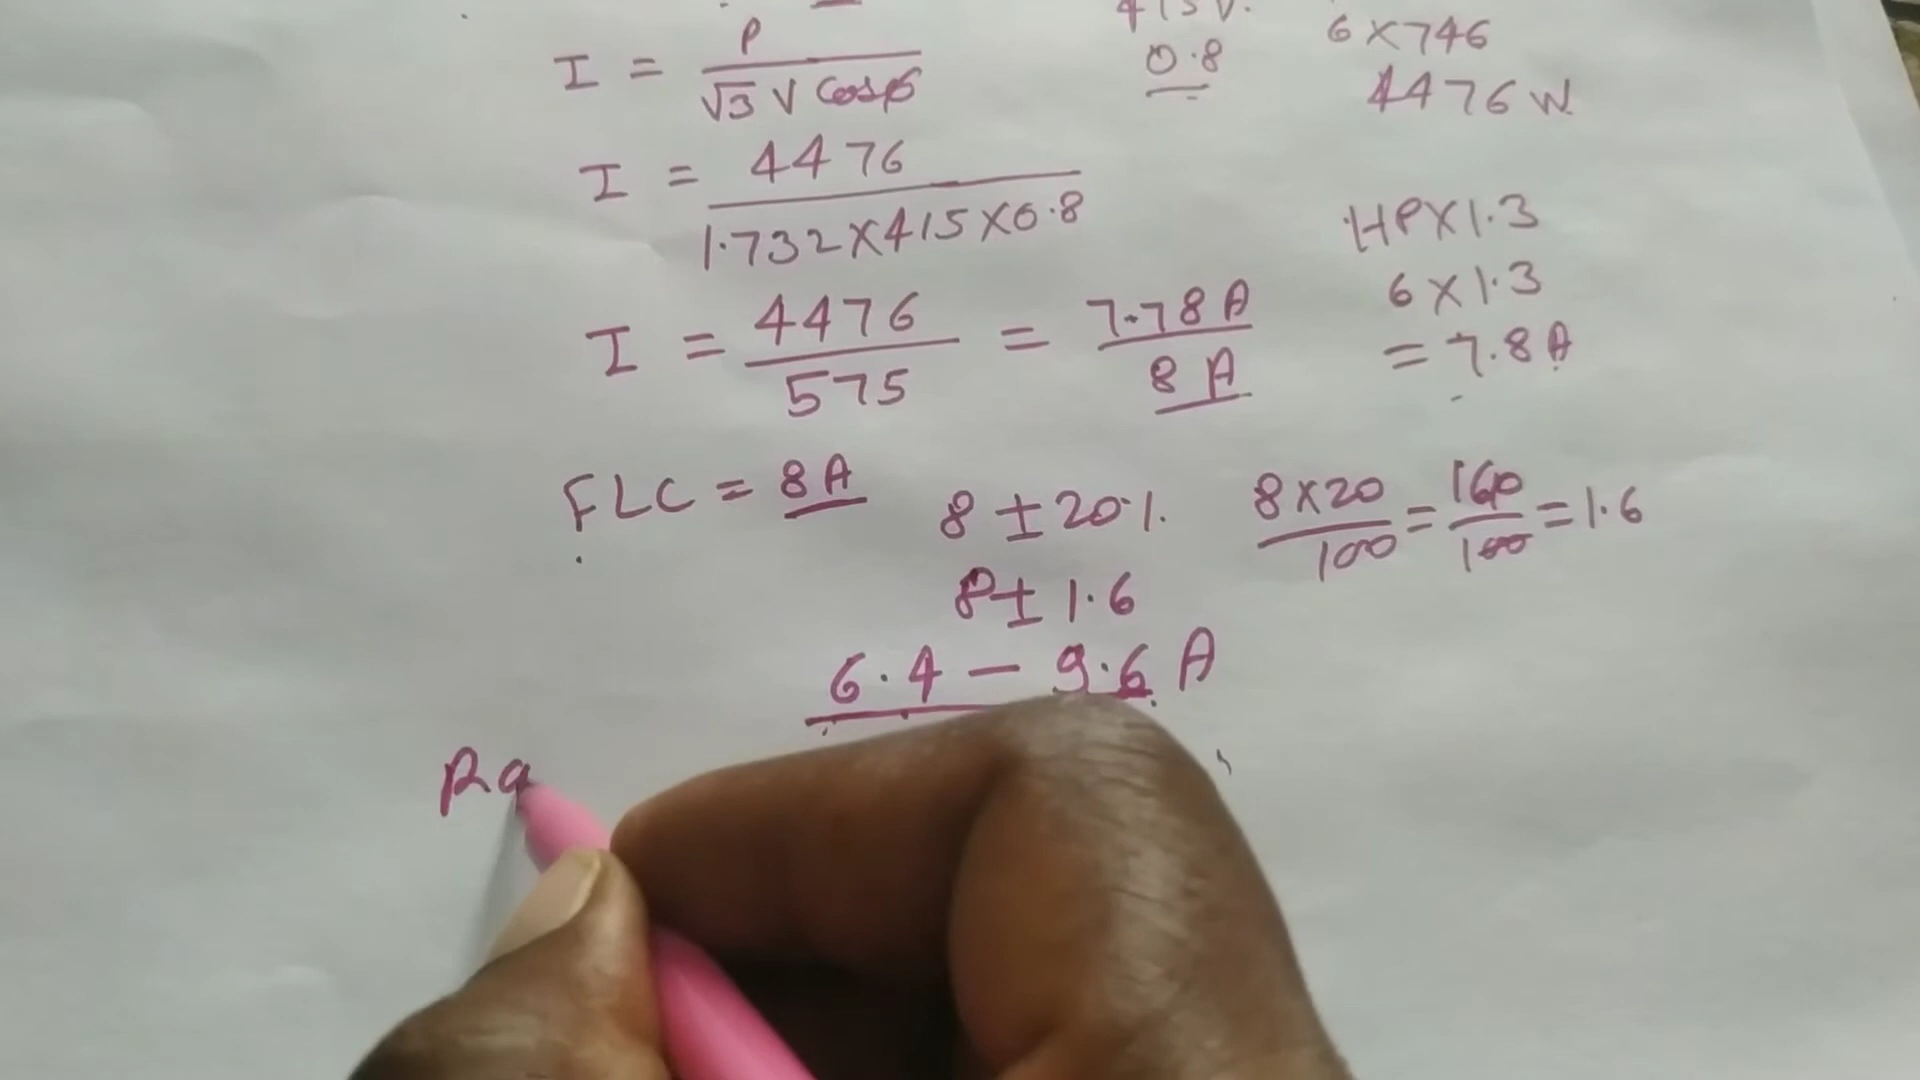 415V.
0.8
6×746
4476 W
I = P / √3 V Cosφ
I = 4476 / 1.732×415×0.8
I = 4476 / 575 = 7.78 A
8 A
HP×1.3
6×1.3
= 7.8 A
FLC = 8A
8 ± 20%
8×20 / 100 = 160 / 100 = 1.6
8 ± 1.6
6.4 – 9.6 A
Ra